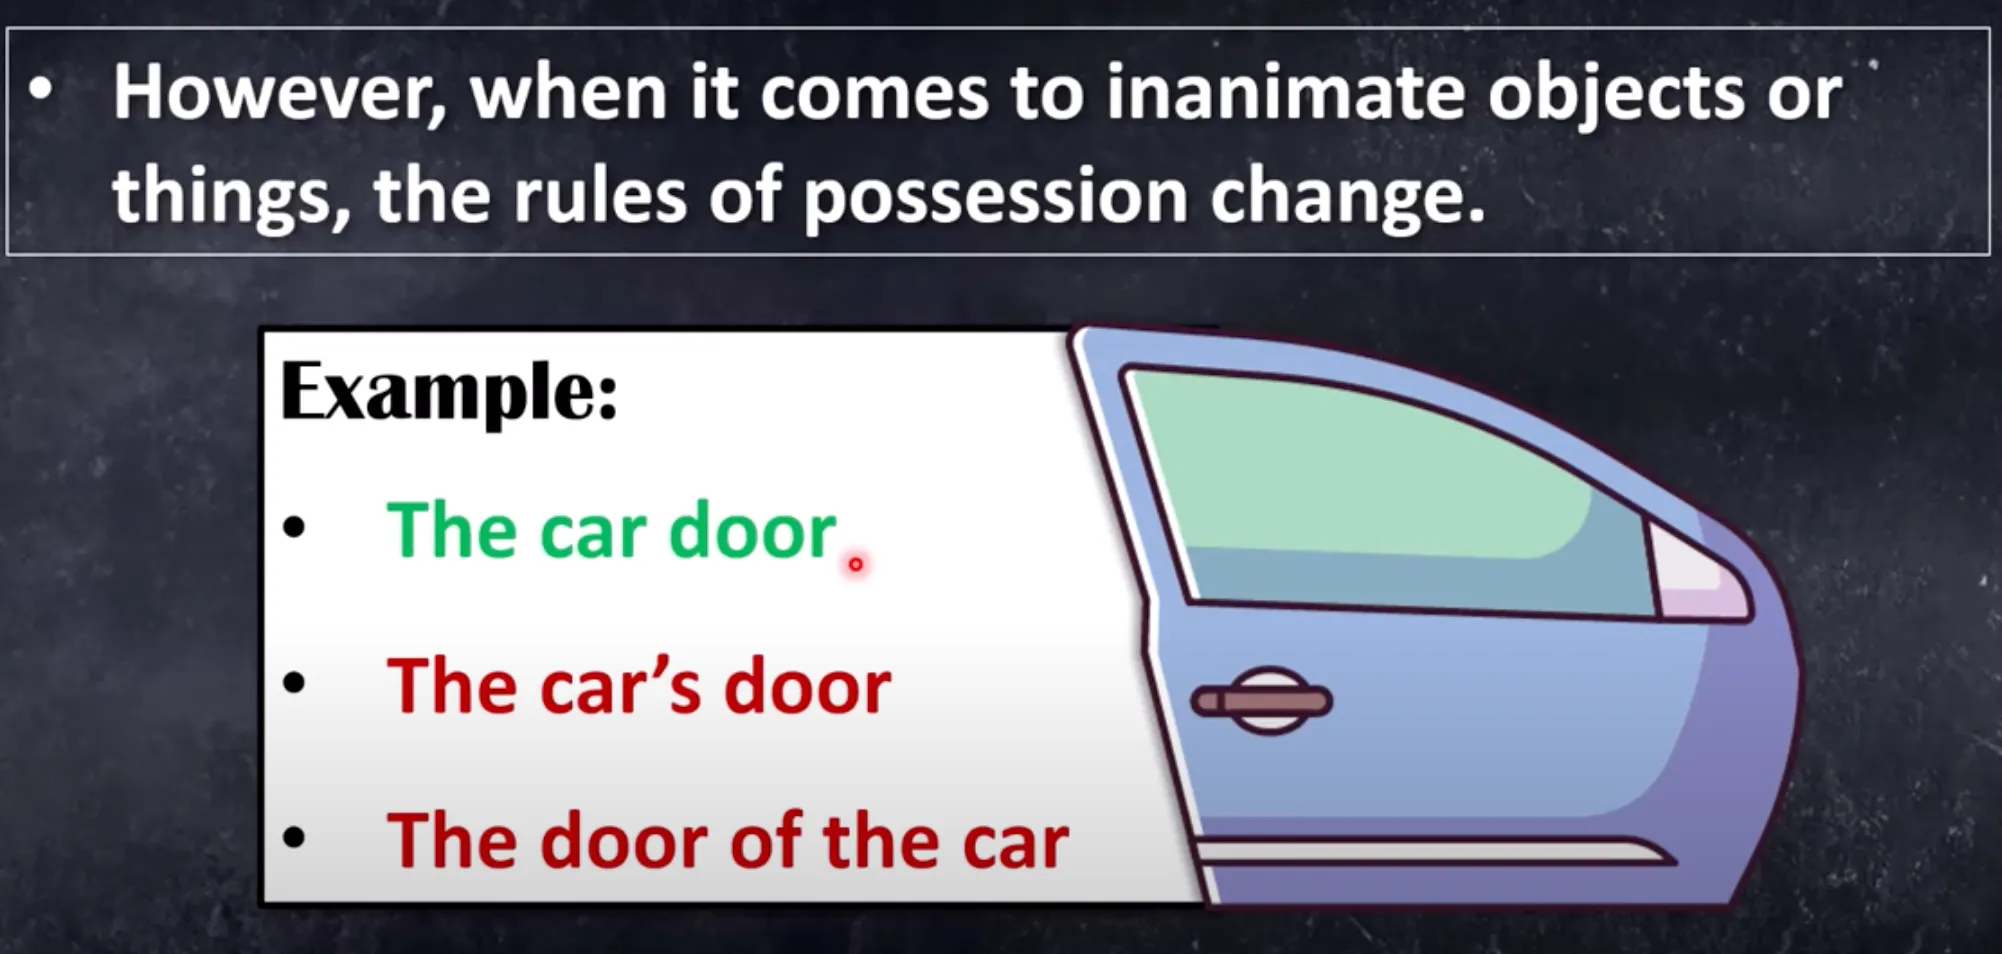 • However, when it comes to inanimate objects or
things, the rules of possession change.
Example:
• The car door
• The car’s door
• The door of the car